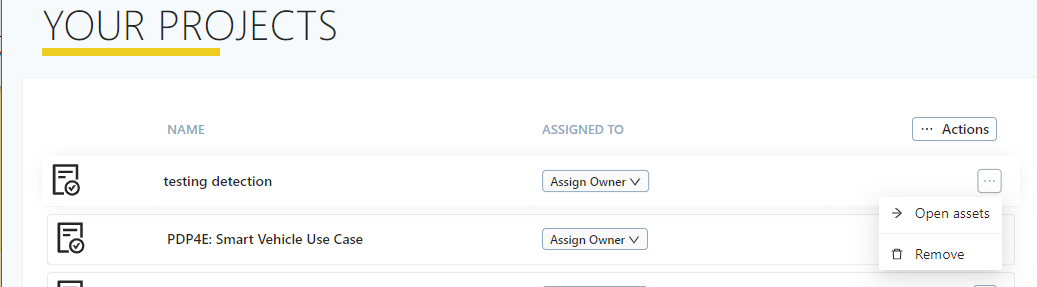 YOUR PROJECTS
NAME ASSIGNED TO ··· Actions
testing detection Assign Owner ···
Open assets
PDP4E: Smart Vehicle Use Case Assign Owner
Remove